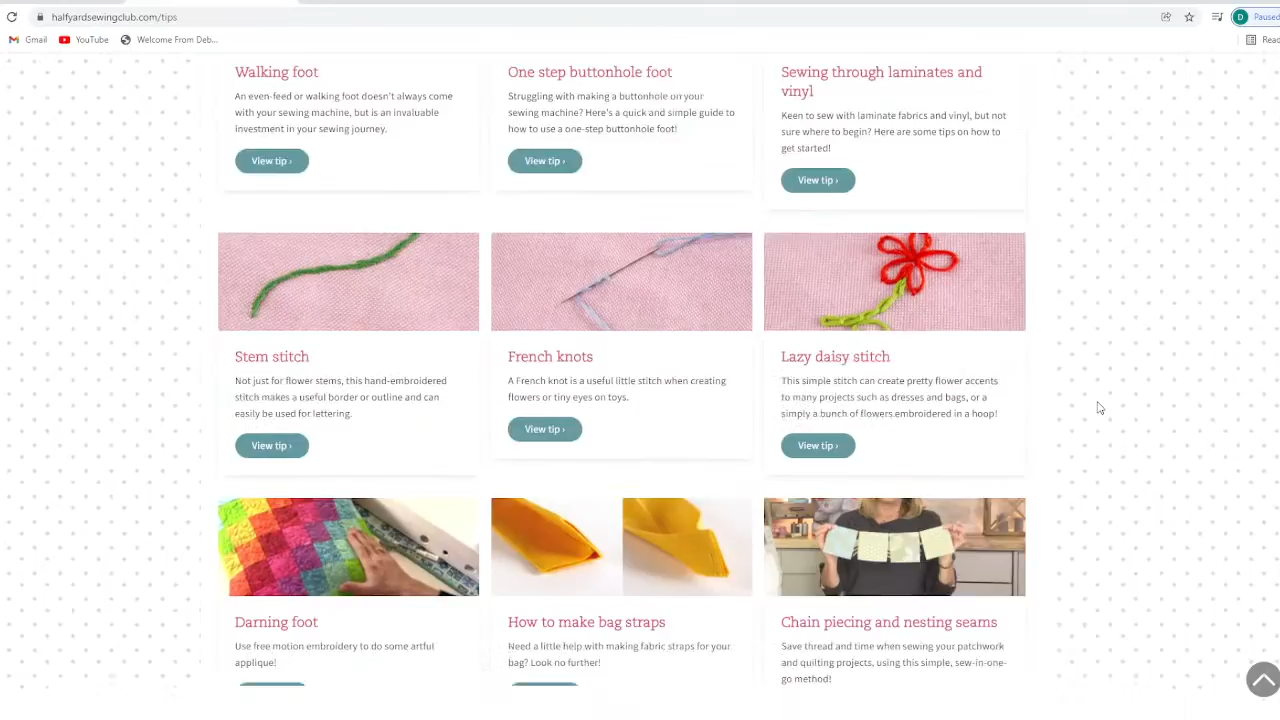 halfyardsewingclub.com/tips
D Paused
Gmail YouTube Welcome From Deb...
Walking foot
An even-feed or walking foot doesn't always come
with your sewing machine, but is an invaluable
investment in your sewing journey.
View tip ›
One step buttonhole foot
Struggling with making a buttonhole on your
sewing machine? Here's a quick and simple guide to
how to use a one-step buttonhole foot!
View tip ›
Sewing through laminates and
vinyl
Keen to sew with laminate fabrics and vinyl, but not
sure where to begin? Here are some tips on how to
get started!
View tip ›
Stem stitch
Not just for flower stems, this hand-embroidered
stitch makes a useful border or outline and can
easily be used for lettering.
View tip ›
French knots
A French knot is a useful little stitch when creating
flowers or tiny eyes on toys.
View tip ›
Lazy daisy stitch
This simple stitch can create pretty flower accents
to many projects such as dresses and bags, or a
simply a bunch of flowers embroidered in a hoop!
View tip ›
Darning foot
Use free motion embroidery to do some artful
applique!
How to make bag straps
Need a little help with making fabric straps for your
bag? Look no further!
Chain piecing and nesting seams
Save thread and time when sewing your patchwork
and quilting projects, using this simple, sew-in-one-
go method!